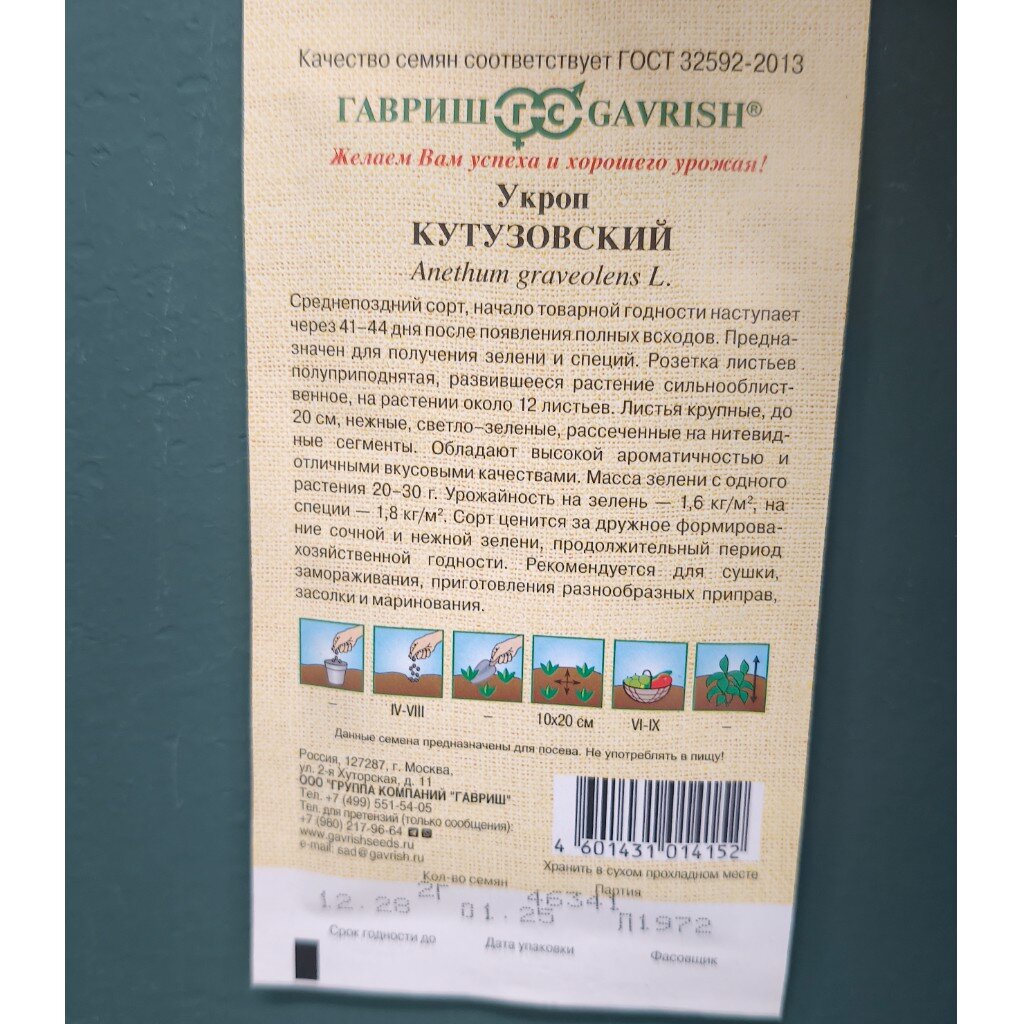 Качество семян соответствует ГОСТ 32592-2013
ГАВРИШ ГС GAVRISH®
Желаем Вам успеха и хорошего урожая!
Укроп
КУТУЗОВСКИЙ
Anethum graveolens L.
Среднепоздний сорт, начало товарной годности наступает
через 41–44 дня после появления полных всходов. Предна-
значен для получения зелени и специй. Розетка листьев
полуприподнятая, развившееся растение сильнооблист-
венное, на растении около 12 листьев. Листья крупные, до
20 см, нежные, светло–зеленые, рассеченные на нитевид-
ные сегменты. Обладают высокой ароматичностью и
отличными вкусовыми качествами. Масса зелени с одного
растения 20–30 г. Урожайность на зелень — 1,6 кг/м², на
специи — 1,8 кг/м². Сорт ценится за дружное формирова-
ние сочной и нежной зелени, продолжительный период
хозяйственной годности. Рекомендуется для сушки,
замораживания, приготовления разнообразных приправ,
засолки и маринования.
– IV-VIII – 10х20 см VI-IX –
Данные семена предназначены для посева. Не употреблять в пищу!
Россия, 127287, г. Москва,
ул. 2-я Хуторская, д. 11
ООО "ГРУППА КОМПАНИЙ "ГАВРИШ"
Тел. +7 (499) 551-54-05
Тел. для претензий (только сообщения):
+7 (980) 217-96-64
www.gavrishseeds.ru
e-mail: sad@gavrish.ru
4 601431 014152
Хранить в сухом прохладном месте
Кол-во семян Партия
2Г 46341
12.28 01.25 П1972
Срок годности до Дата упаковки Фасовщик